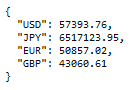 {
  "USD": 57393.76,
  "JPY": 6517123.95,
  "EUR": 50857.02,
  "GBP": 43060.61
}